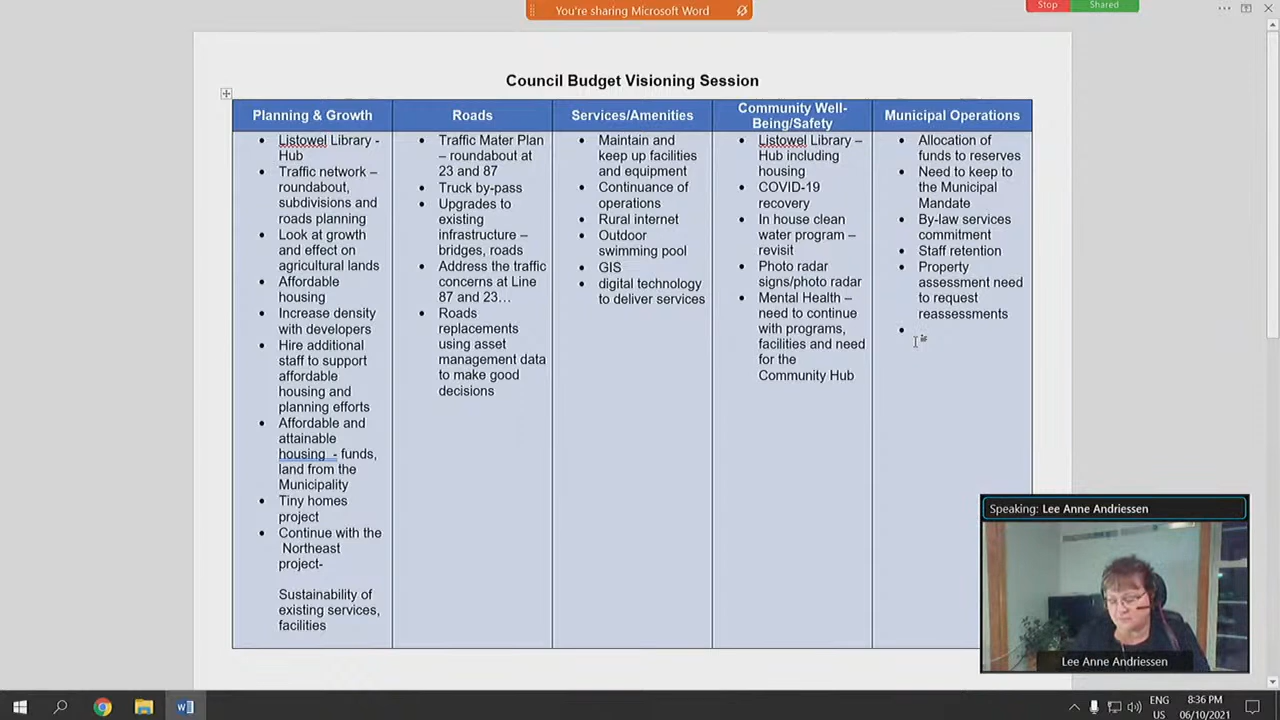 You're sharing Microsoft Word
Stop
Shared
Council Budget Visioning Session
Planning & Growth
Listowel Library -
Hub
Traffic network –
roundabout,
subdivisions and
roads planning
Look at growth
and effect on
agricultural lands
Affordable
housing
Increase density
with developers
Hire additional
staff to support
affordable
housing and
planning efforts
Affordable and
attainable
housing - funds,
land from the
Municipality
Tiny homes
project
Continue with the
Northeast
project-
Sustainability of
existing services,
facilities
Roads
Traffic Mater Plan
– roundabout at
23 and 87
Truck by-pass
Upgrades to
existing
infrastructure –
bridges, roads
Address the traffic
concerns at Line
87 and 23…
Roads
replacements
using asset
management data
to make good
decisions
Services/Amenities
Maintain and
keep up facilities
and equipment
Continuance of
operations
Rural internet
Outdoor
swimming pool
GIS
digital technology
to deliver services
Community Well-
Being/Safety
Listowel Library –
Hub including
housing
COVID-19
recovery
In house clean
water program –
revisit
Photo radar
signs/photo radar
Mental Health –
need to continue
with programs,
facilities and need
for the
Community Hub
Municipal Operations
Allocation of
funds to reserves
Need to keep to
the Municipal
Mandate
By-law services
commitment
Staff retention
Property
assessment need
to request
reassessments
Speaking: Lee Anne Andriessen
Lee Anne Andriessen
ENG
US
8:36 PM
06/10/2021